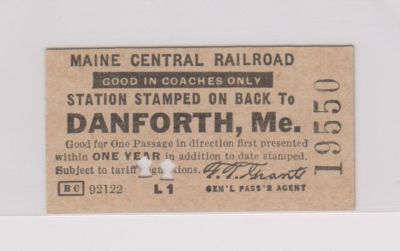 MAINE CENTRAL RAILROAD
GOOD IN COACHES ONLY
STATION STAMPED ON BACK To
DANFORTH, Me.
Good for One Passage in direction first presented
within ONE YEAR in addition to date stamped.
Subject to tariff
BC 92122 L1 GEN'L PASS'R AGENT
19550